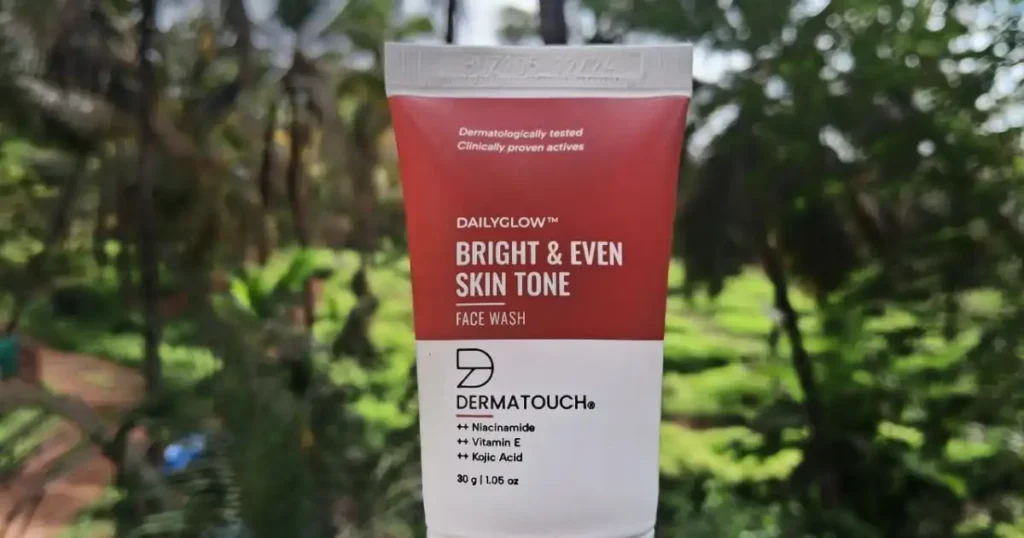 Dermatologically tested
Clinically proven actives
DAILYGLOW™
BRIGHT & EVEN
SKIN TONE
FACE WASH
DERMATOUCH®
++ Niacinamide
++ Vitamin E
++ Kojic Acid
30 g | 1.05 oz